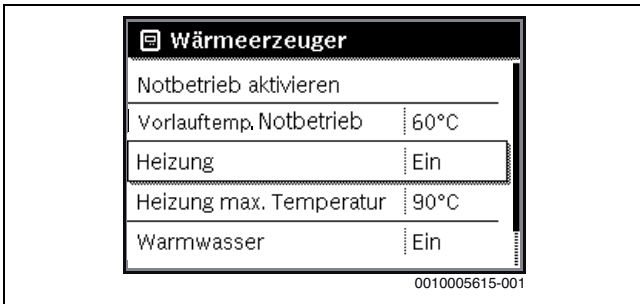 Wärmeerzeuger
Notbetrieb aktivieren
Vorlauftemp. Notbetrieb 60°C
Heizung Ein
Heizung max. Temperatur 90°C
Warmwasser Ein
0010005615-001